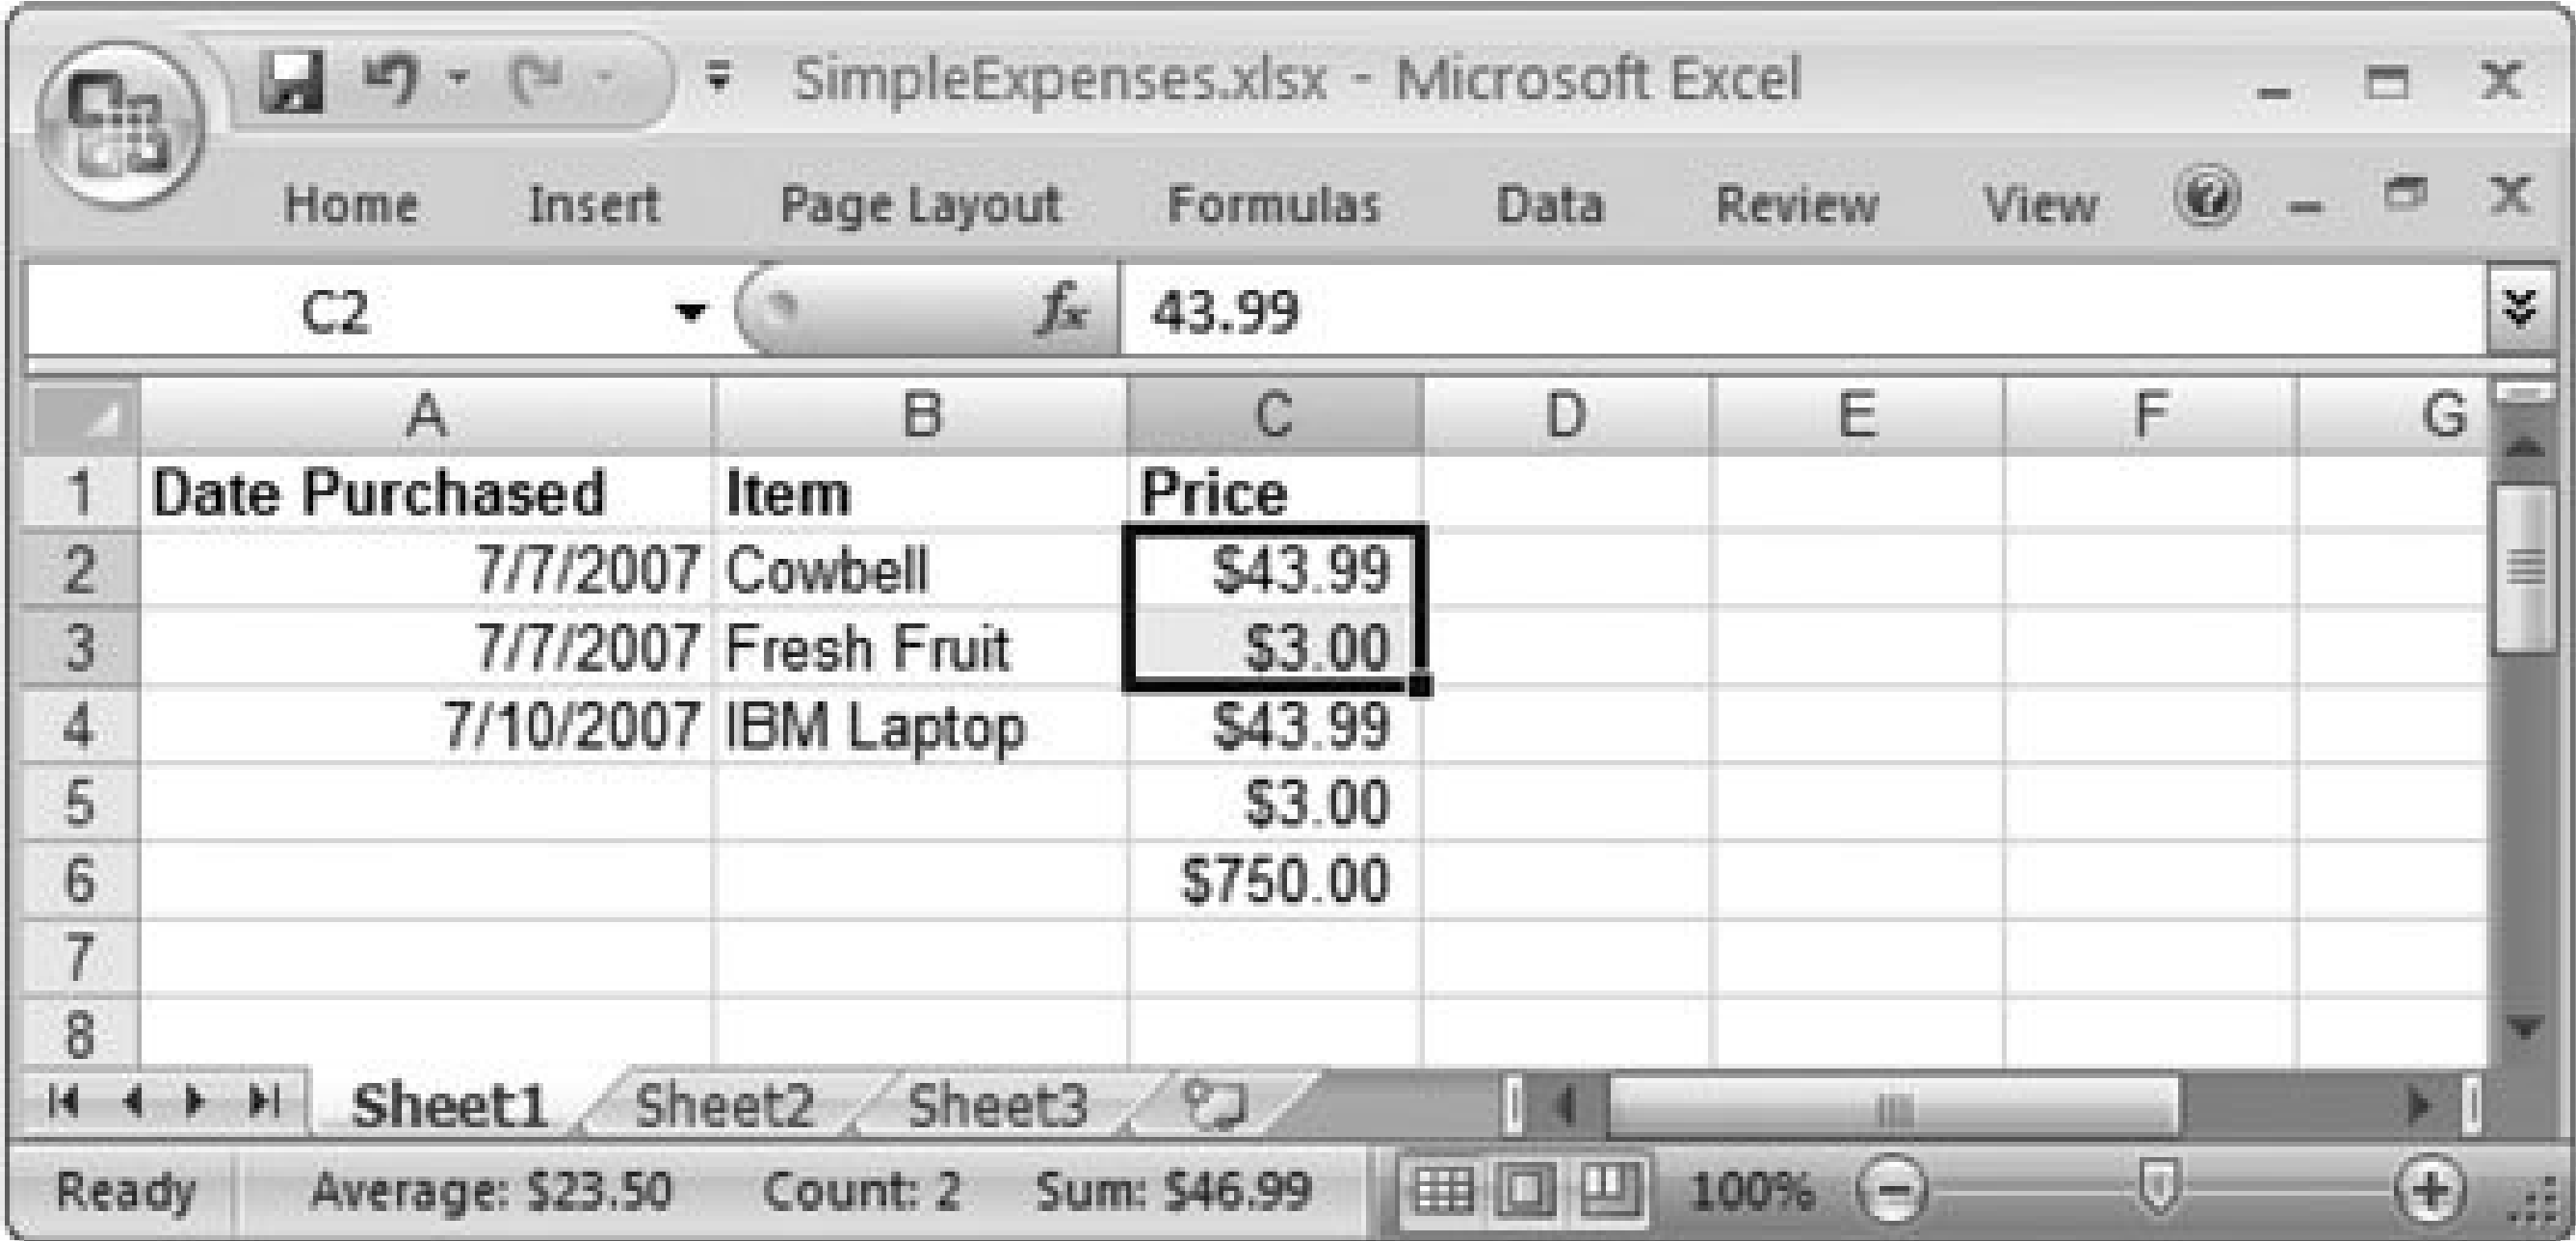 SimpleExpenses.xlsx - Microsoft Excel
Home Insert Page Layout Formulas Data Review View
C2 fx 43.99
A B C D E F G
1 Date Purchased Item Price
2 7/7/2007 Cowbell $43.99
3 7/7/2007 Fresh Fruit $3.00
4 7/10/2007 IBM Laptop $43.99
5 $3.00
6 $750.00
7
8
Sheet1 Sheet2 Sheet3
Ready Average: $23.50 Count: 2 Sum: $46.99 100%